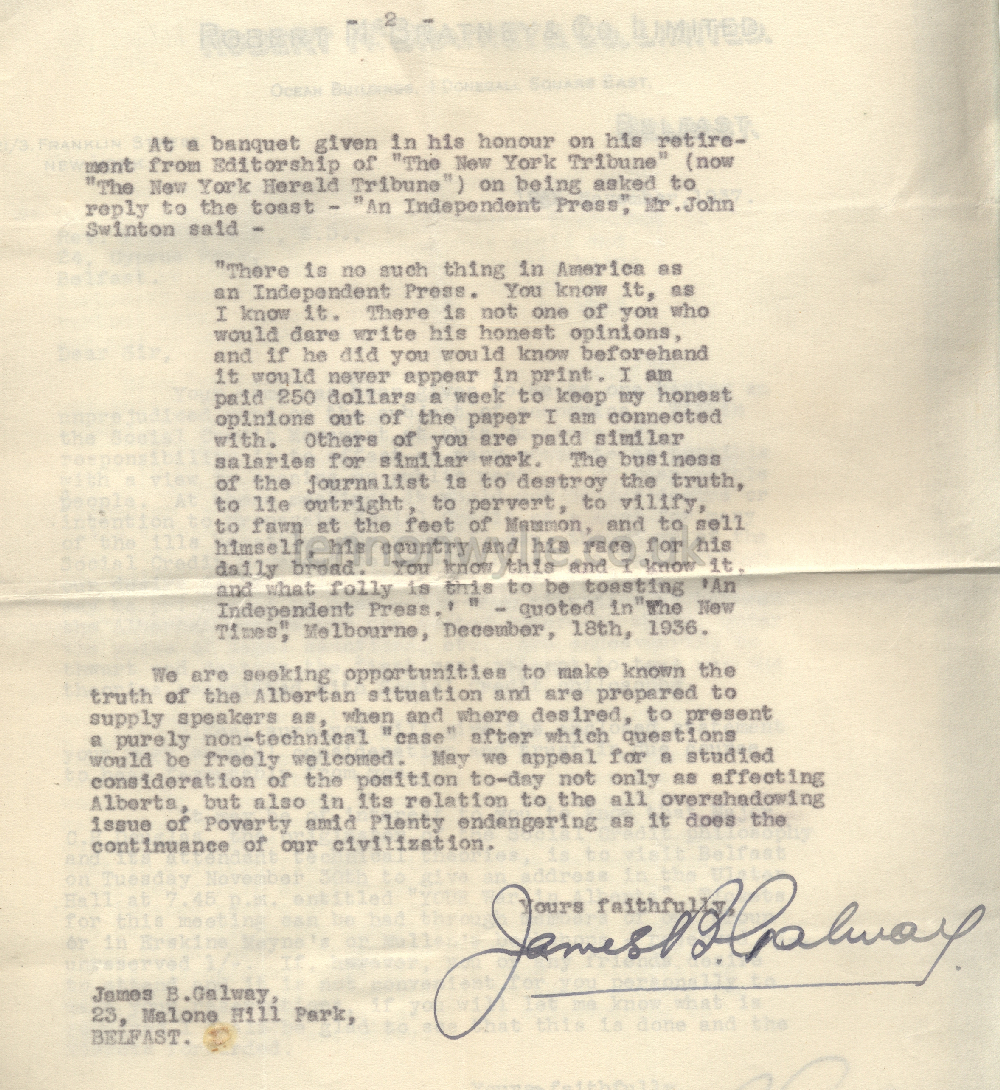 - 2 -
ROBERT H McCEATNEY & CO. LIMITED.
OCEAN BUILDINGS, DONEGALL SQUARE EAST,
BELFAST.
At a banquet given in his honour on his retire-
ment from Editorship of "The New York Tribune" (now
"The New York Herald Tribune") on being asked to
reply to the toast - "An Independent Press", Mr.John
Swinton said -
"There is no such thing in America as
an Independent Press. You know it, as
I know it. There is not one of you who
would dare write his honest opinions,
and if he did you would know beforehand
it would never appear in print. I am
paid 250 dollars a week to keep my honest
opinions out of the paper I am connected
with. Others of you are paid similar
salaries for similar work. The business
of the journalist is to destroy the truth,
to lie outright, to pervert, to vilify,
to fawn at the feet of Mammon, and to sell
himself, his country and his race for his
daily bread. You know this and I know it.
and what folly is this to be toasting 'An
Independent Press.' " - quoted in"The New
Times", Melbourne, December, 18th, 1936.
lennonwylie.co.uk
We are seeking opportunities to make known the
truth of the Albertan situation and are prepared to
supply speakers as, when and where desired, to present
a purely non-technical "case" after which questions
would be freely welcomed. May we appeal for a studied
consideration of the position to-day not only as affecting
Alberta, but also in its relation to the all overshadowing
issue of Poverty amid Plenty endangering as it does the
continuance of our civilization.
Yours faithfully,
James B. Galway
James B.Galway,
23, Malone Hill Park,
BELFAST.